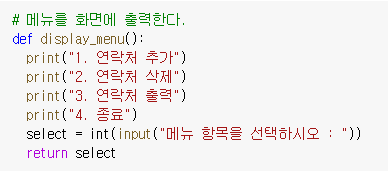 # 메뉴를 화면에 출력한다.
def display_menu():
  print("1. 연락처 추가")
  print("2. 연락처 삭제")
  print("3. 연락처 출력")
  print("4. 종료")
  select = int(input("메뉴 항목을 선택하시오 : "))
  return select